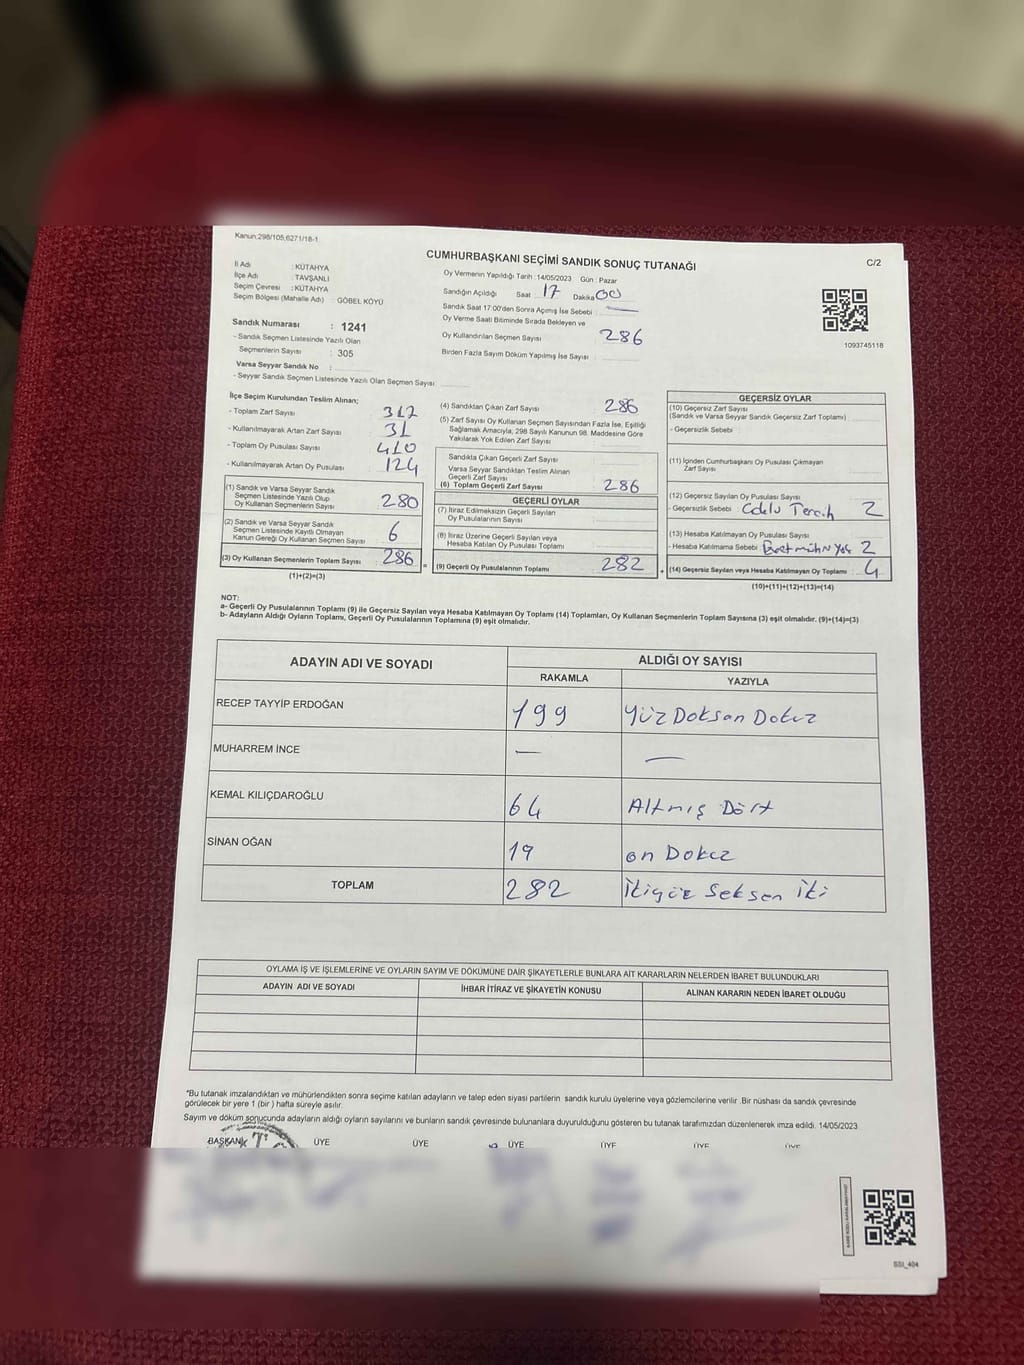 Kanun:298/105,6271/18-1
CUMHURBAŞKANI SEÇİMİ SANDIK SONUÇ TUTANAĞI
C/2
İl Adı : KÜTAHYA
İlçe Adı : TAVŞANLI
Seçim Çevresi : KÜTAHYA
Seçim Bölgesi (Mahalle Adı) : GÖBEL KÖYÜ
Sandık Numarası : 1241
- Sandık Seçmen Listesinde Yazılı Olan
Seçmenlerin Sayısı : 305
Varsa Seyyar Sandık No :
- Seyyar Sandık Seçmen Listesinde Yazılı Olan Seçmen Sayısı:
Oy Vermenin Yapıldığı Tarih : 14/05/2023 Gün : Pazar
Sandığın Açıldığı Saat : 17 Dakika 00
Sandık Saat 17:00'den Sonra Açılmış İse Sebebi : —
Oy Verme Saati Bitiminde Sırada Bekleyen ve
Oy Kullandırılan Seçmen Sayısı 286
Birden Fazla Sayım Döküm Yapılmış İse Sayısı :
1093745118
İlçe Seçim Kurulundan Teslim Alınan;
- Toplam Zarf Sayısı 317
- Kullanılmayarak Artan Zarf Sayısı 31
- Toplam Oy Pusulası Sayısı 410
- Kullanılmayarak Artan Oy Pusulası 124
(1) Sandık ve Varsa Seyyar Sandık
Seçmen Listesinde Yazılı Olup
Oy Kullanan Seçmenlerin Sayısı 280
(2) Sandık ve Varsa Seyyar Sandık
Seçmen Listesinde Kayıtlı Olmayan
Kanun Gereği Oy Kullanan Seçmen Sayısı 6
(3) Oy Kullanan Seçmenlerin Toplam Sayısı 286 =
(1)+(2)=(3)
(4) Sandıktan Çıkan Zarf Sayısı 286
(5) Zarf Sayısı Oy Kullanan Seçmen Sayısından Fazla İse, Eşitliği
Sağlamak Amacıyla, 298 Sayılı Kanunun 98. Maddesine Göre
Yakılarak Yok Edilen Zarf Sayısı
Sandıkta Çıkan Geçerli Zarf Sayısı
Varsa Seyyar Sandıktan Teslim Alınan
Geçerli Zarf Sayısı
(6) Toplam Geçerli Zarf Sayısı 286
GEÇERLİ OYLAR
(7) İtiraz Edilmeksizin Geçerli Sayılan
Oy Pusulalarının Sayısı
(8) İtiraz Üzerine Geçerli Sayılan veya
Hesaba Katılan Oy Pusulası Toplamı
(9) Geçerli Oy Pusulalarının Toplamı 282 +
GEÇERSİZ OYLAR
(10) Geçersiz Zarf Sayısı
(Sandık ve Varsa Seyyar Sandık Geçersiz Zarf Toplamı)
- Geçersizlik Sebebi
(11) İçinden Cumhurbaşkanı Oy Pusulası Çıkmayan
Zarf Sayısı
(12) Geçersiz Sayılan Oy Pusulası Sayısı
- Geçersizlik Sebebi : Tercih 2
(13) Hesaba Katılmayan Oy Pusulası Sayısı
- Hesaba Katılmama Sebebi Yok 2
(14) Geçersiz Sayılan veya Hesaba Katılmayan Oy Toplamı 4
(10)+(11)+(12)+(13)=(14)
NOT:
a- Geçerli Oy Pusulalarının Toplamı (9) ile Geçersiz Sayılan veya Hesaba Katılmayan Oy Toplamı (14) Toplamları, Oy Kullanan Seçmenlerin Toplam Sayısına (3) eşit olmalıdır. (9)+(14)=(3)
b- Adayların Aldığı Oyların Toplamı, Geçerli Oy Pusulalarının Toplamına (9) eşit olmalıdır.
ADAYIN ADI VE SOYADI
ALDIĞI OY SAYISI
RAKAMLA YAZIYLA
RECEP TAYYİP ERDOĞAN 199 Yüz Doksan Dokuz
MUHARREM İNCE — —
KEMAL KILIÇDAROĞLU 64 Altmış Dört
SİNAN OĞAN 19 on Dokuz
TOPLAM 282 İkiyüz Seksen İki
OYLAMA İŞ VE İŞLEMLERİNE VE OYLARIN SAYIM VE DÖKÜMÜNE DAİR ŞİKAYETLERLE BUNLARA AİT KARARLARIN NELERDEN İBARET BULUNDUKLARI
ADAYIN ADI VE SOYADI İHBAR İTİRAZ VE ŞİKAYETİN KONUSU ALINAN KARARIN NEDEN İBARET OLDUĞU
*Bu tutanak imzalandıktan ve mühürlendikten sonra seçime katılan adayların ve talep eden siyasi partilerin sandık kurulu üyelerine veya gözlemcilerine verilir .Bir nüshası da sandık çevresinde
görülecek bir yere 1 (bir) hafta süreyle asılır.
Sayım ve döküm sonucunda adayların aldığı oyların sayılarını ve bunların sandık çevresinde bulunanlara duyurulduğunu gösteren bu tutanak tarafımızdan düzenlenerek imza edildi. 14/05/2023
BAŞKAN ÜYE ÜYE ÜYE ÜYE ÜYE ÜYE
SSI_404